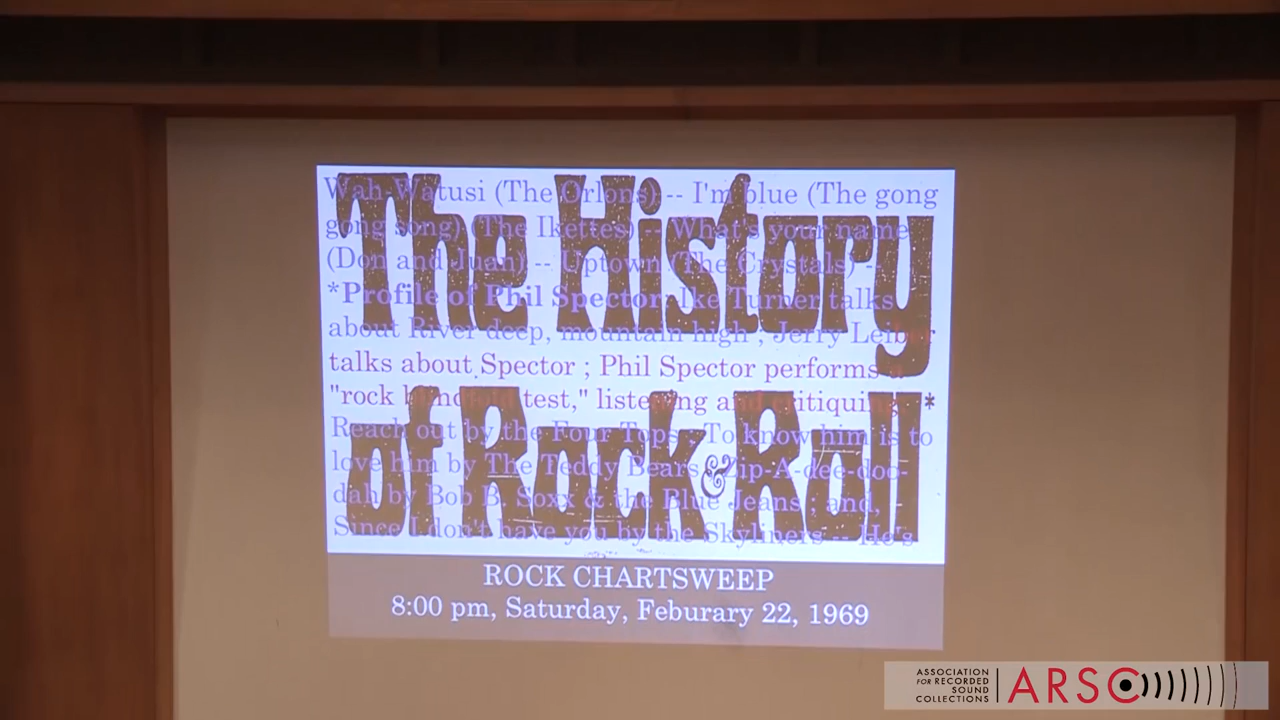 The History
of Rock & Roll
Wah-Watusi (The Orlons) -- I'm blue (The gong
gong song) (The Ikettes) -- What's your name
(Don and Juan) -- Uptown (The Crystals) --
*Profile of Phil Spector: Ike Turner talks
about River deep, mountain high ; Jerry Leiber
talks about Spector ; Phil Spector performs a
"rock blindfold test," listening and critiquing *
Reach out by the Four Tops ; To know him is to
love him by The Teddy Bears ; Zip-A-dee-doo-
dah by Bob B. Soxx & the Blue Jeans ; and,
Since I don't have you by the Skyliners -- He's
ROCK CHARTSWEEP
8:00 pm, Saturday, Feburary 22, 1969
ASSOCIATION
FOR RECORDED
SOUND
COLLECTIONS
ARSC